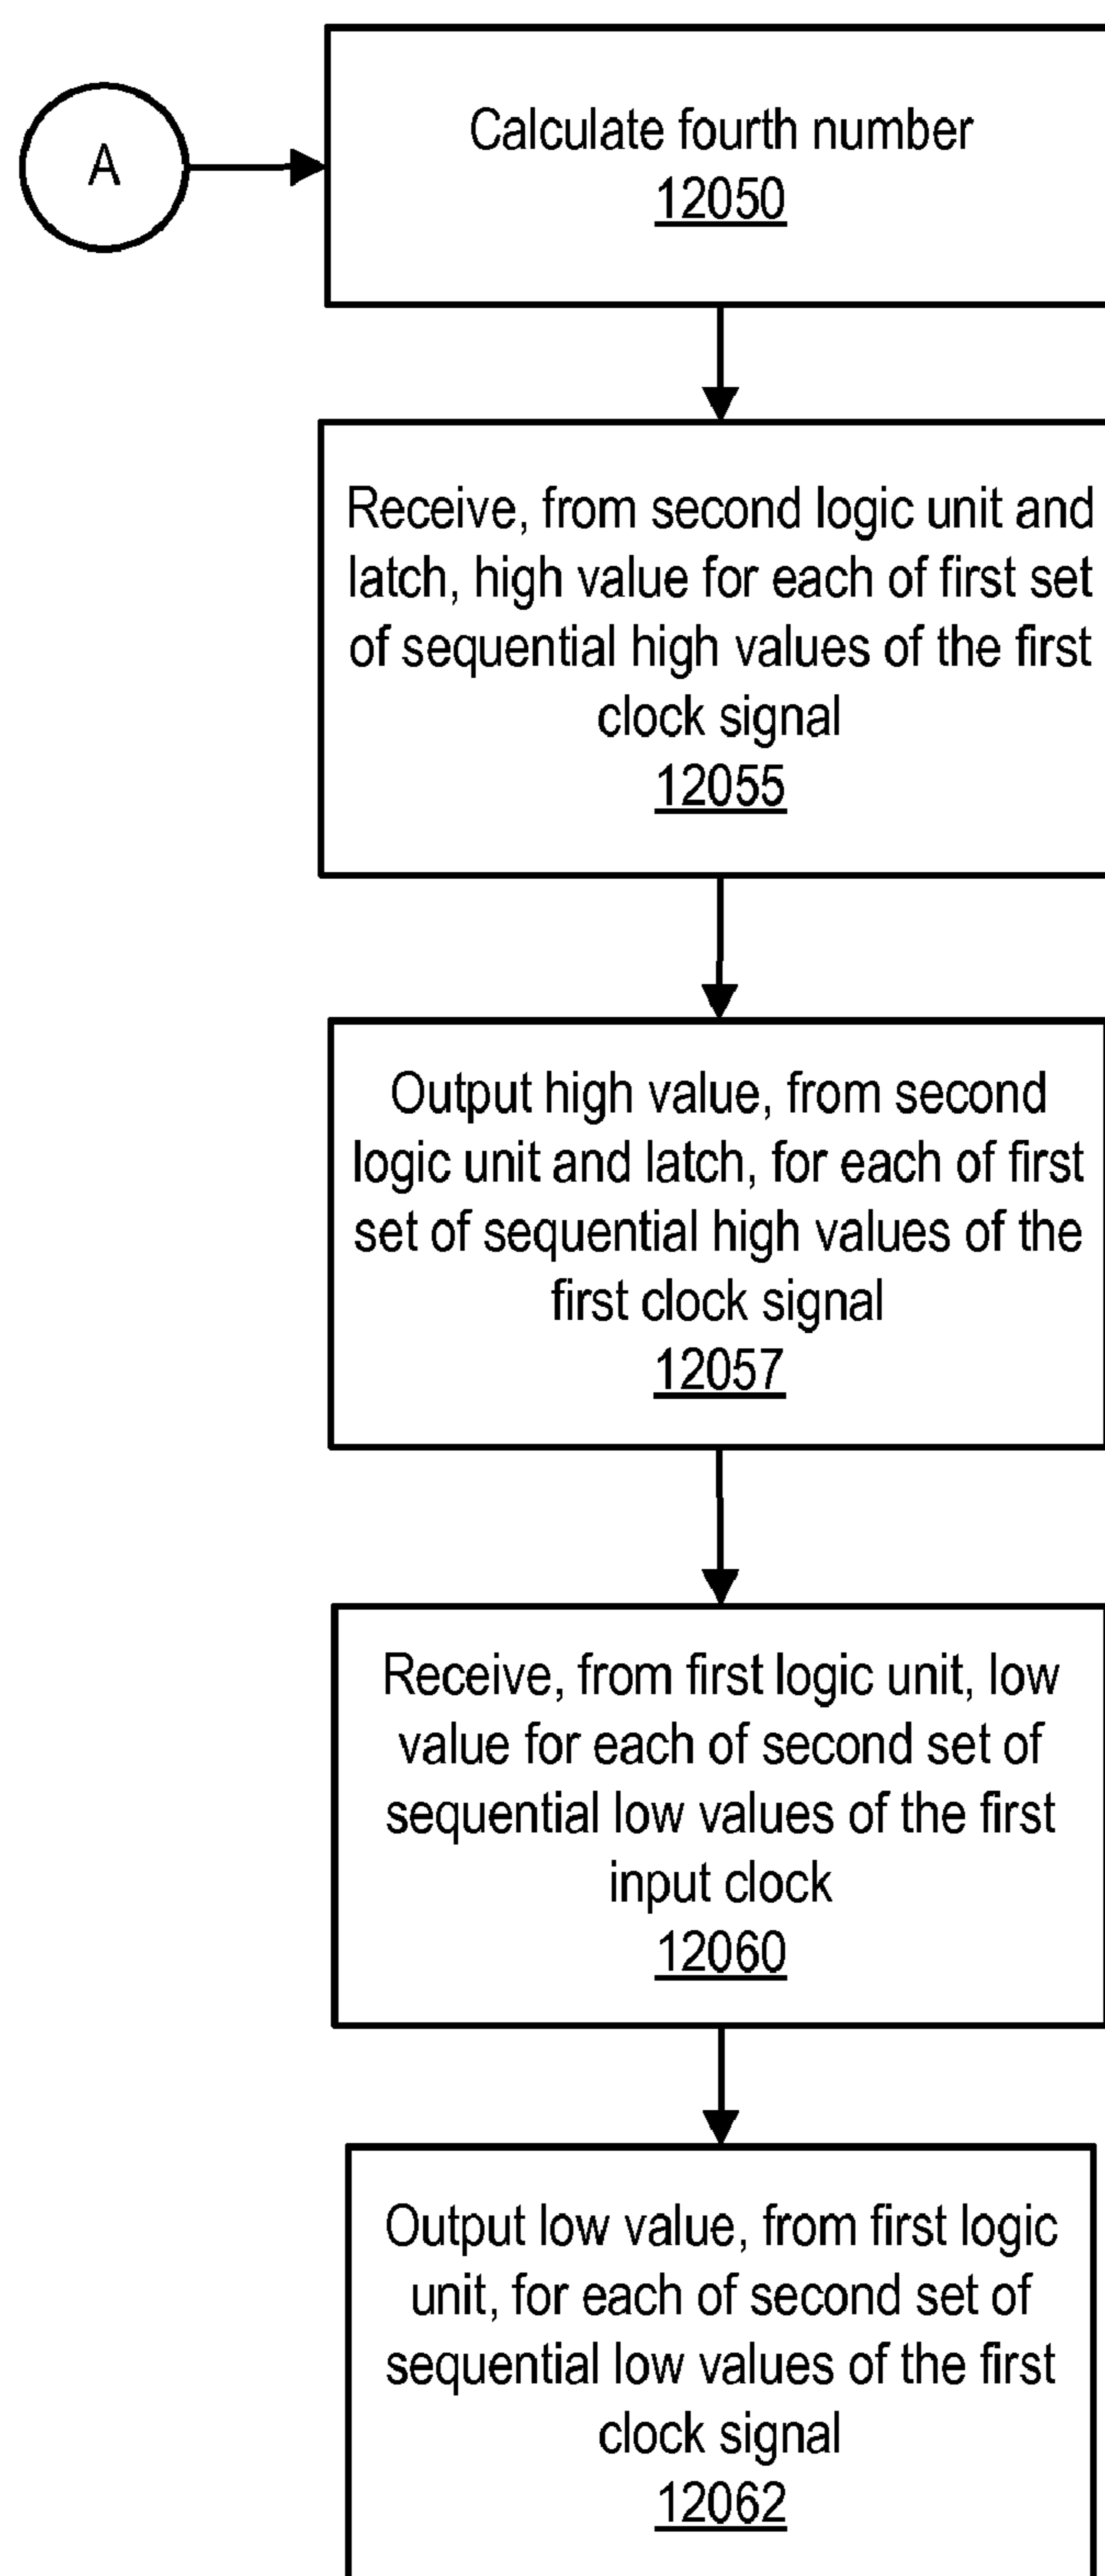 A
Calculate fourth number
12050
Receive, from second logic unit and
latch, high value for each of first set
of sequential high values of the first
clock signal
12055
Output high value, from second
logic unit and latch, for each of first
set of sequential high values of the
first clock signal
12057
Receive, from first logic unit, low
value for each of second set of
sequential low values of the first
input clock
12060
Output low value, from first logic
unit, for each of second set of
sequential low values of the first
clock signal
12062